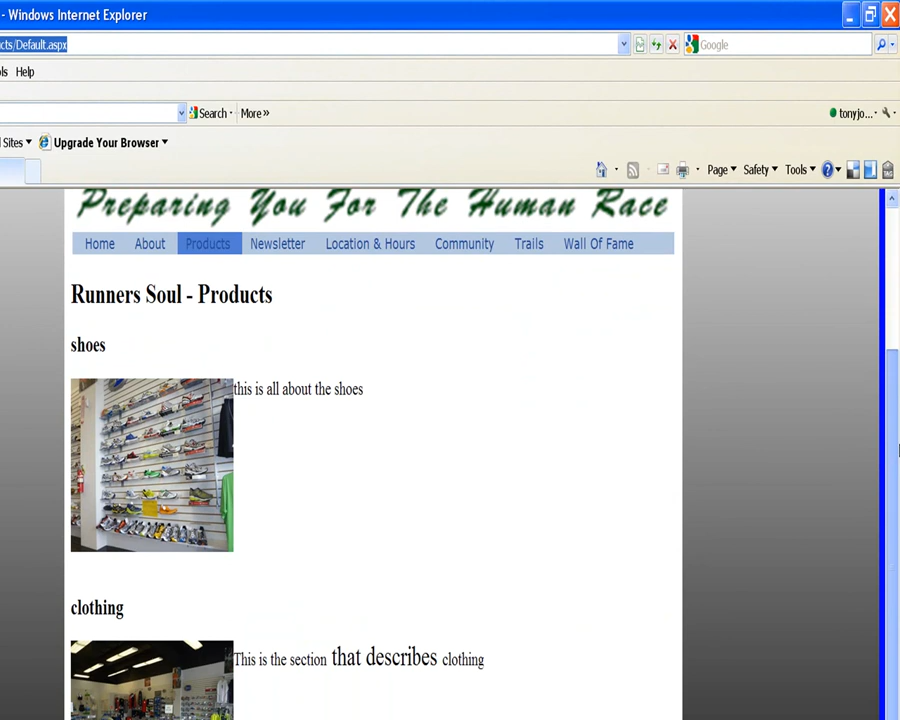 - Windows Internet Explorer
cts/Default.aspx
Google
ols Help
Search More »
tonyjo...
Sites Upgrade Your Browser
Page Safety Tools
Preparing You For The Human Race
Home About Products Newsletter Location & Hours Community Trails Wall Of Fame
Runners Soul - Products
shoes
this is all about the shoes
clothing
This is the section that describes clothing